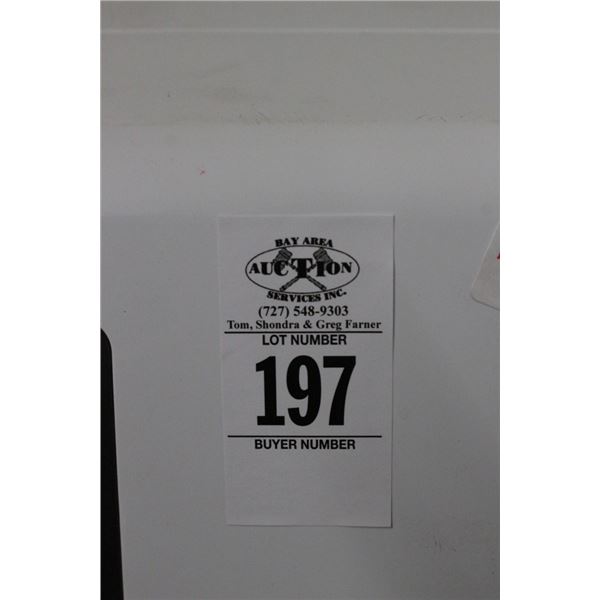 BAY AREA
AUCTION
SERVICES INC.
(727) 548-9303
Tom, Shondra & Greg Farner
LOT NUMBER
197
BUYER NUMBER